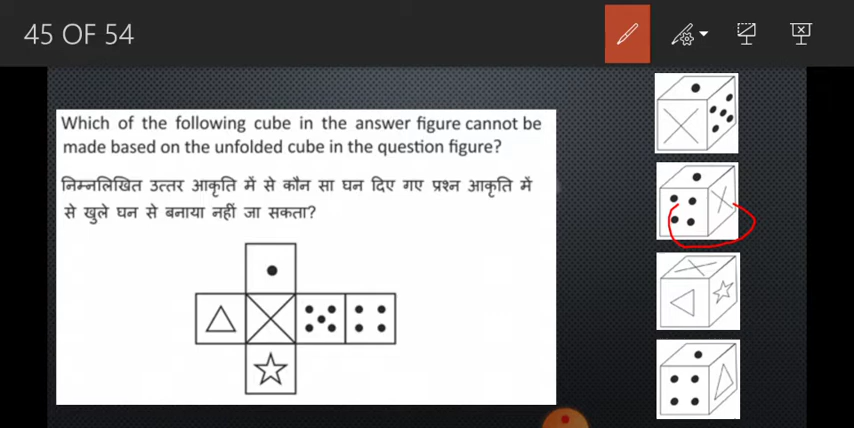 45 OF 54
Which of the following cube in the answer figure cannot be
made based on the unfolded cube in the question figure?
निम्नलिखित उत्तर आकृति में से कौन सा घन दिए गए प्रश्न आकृति में
से खुले घन से बनाया नहीं जा सकता?